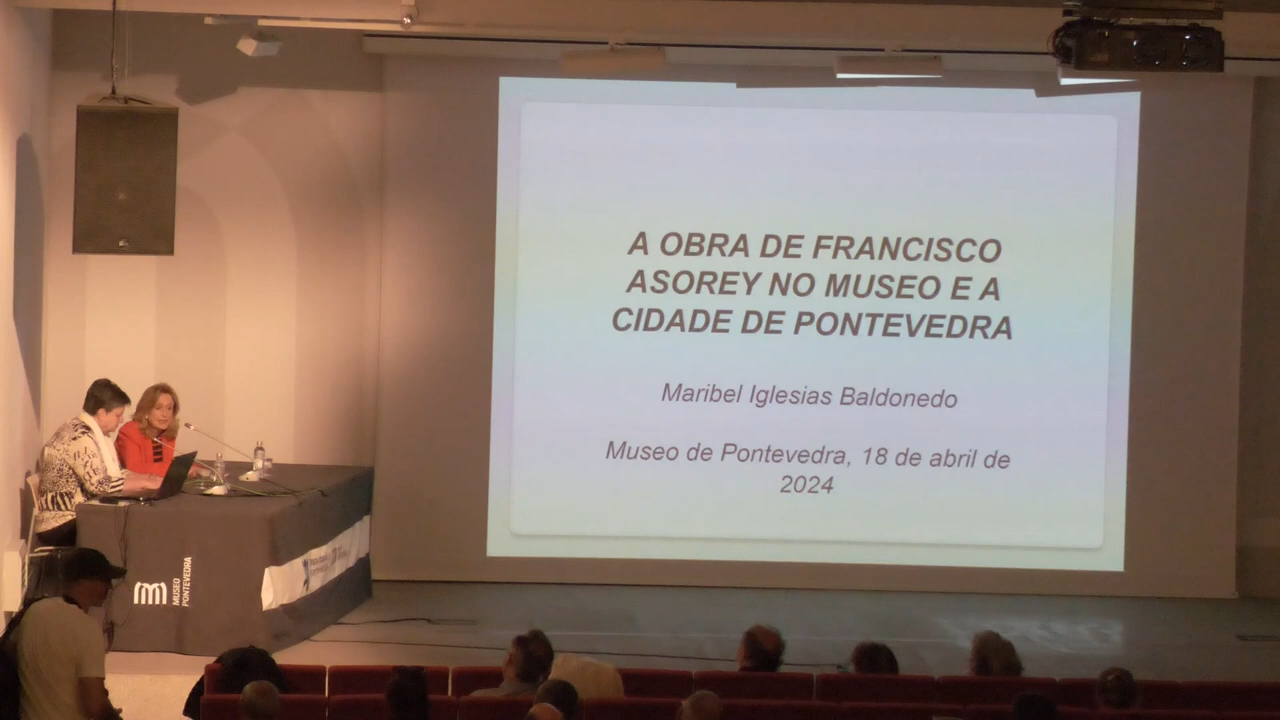 A OBRA DE FRANCISCO
ASOREY NO MUSEO E A
CIDADE DE PONTEVEDRA
Maribel Iglesias Baldonedo
Museo de Pontevedra, 18 de abril de
2024
MUSEO
PONTEVEDRA